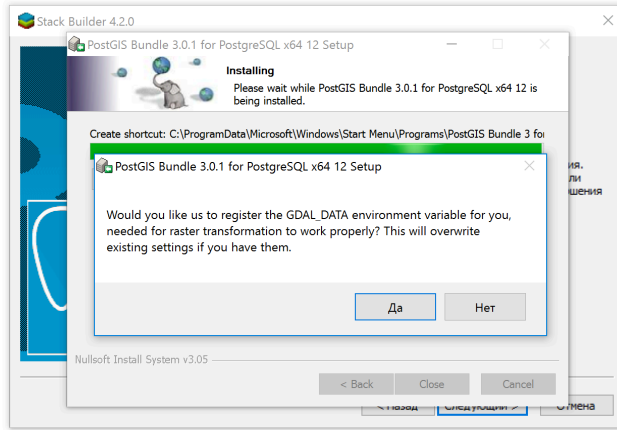 Stack Builder 4.2.0
PostGIS Bundle 3.0.1 for PostgreSQL x64 12 Setup
Installing
Please wait while PostGIS Bundle 3.0.1 for PostgreSQL x64 12 is
being installed.
Create shortcut: C:\ProgramData\Microsoft\Windows\Start Menu\Programs\PostGIS Bundle 3 for
PostGIS Bundle 3.0.1 for PostgreSQL x64 12 Setup
Would you like us to register the GDAL_DATA environment variable for you,
needed for raster transformation to work properly? This will overwrite
existing settings if you have them.
Да
Нет
Nullsoft Install System v3.05
< Back
Close
Cancel
< Назад
Следующий >
Отмена